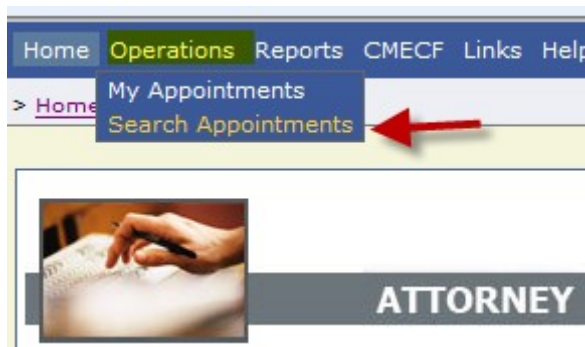 Home Operations Reports CMECF Links Help
My Appointments
> Home
Search Appointments
ATTORNEY